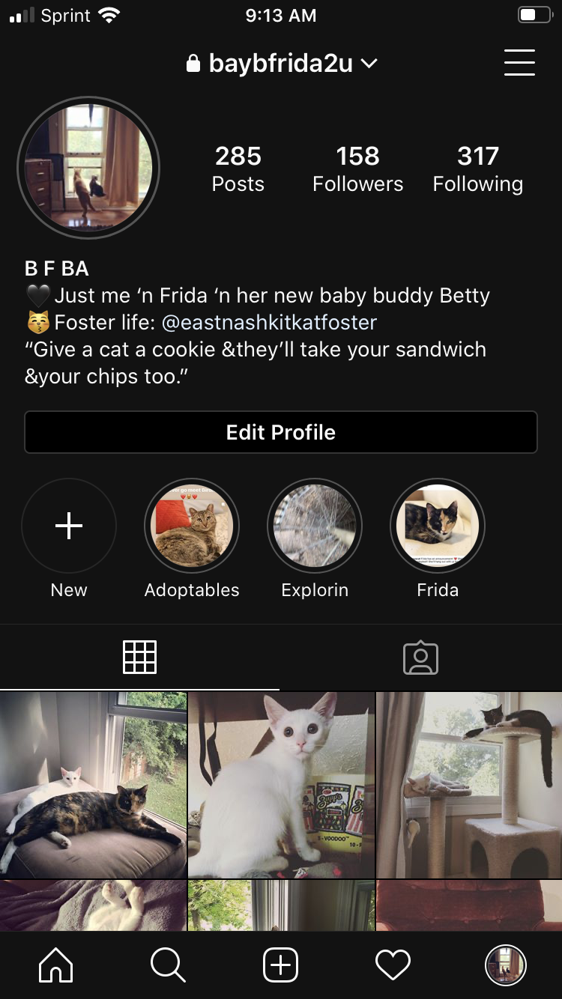 Sprint 9:13 AM
baybfrida2u
285 158 317
Posts Followers Following
B F BA
🖤Just me ‘n Frida ‘n her new baby buddy Betty
😽Foster life: @eastnashkitkatfoster
“Give a cat a cookie &they’ll take your sandwich
&your chips too.”
Edit Profile
New Adoptables Explorin Frida
Zapp's
VOODOO